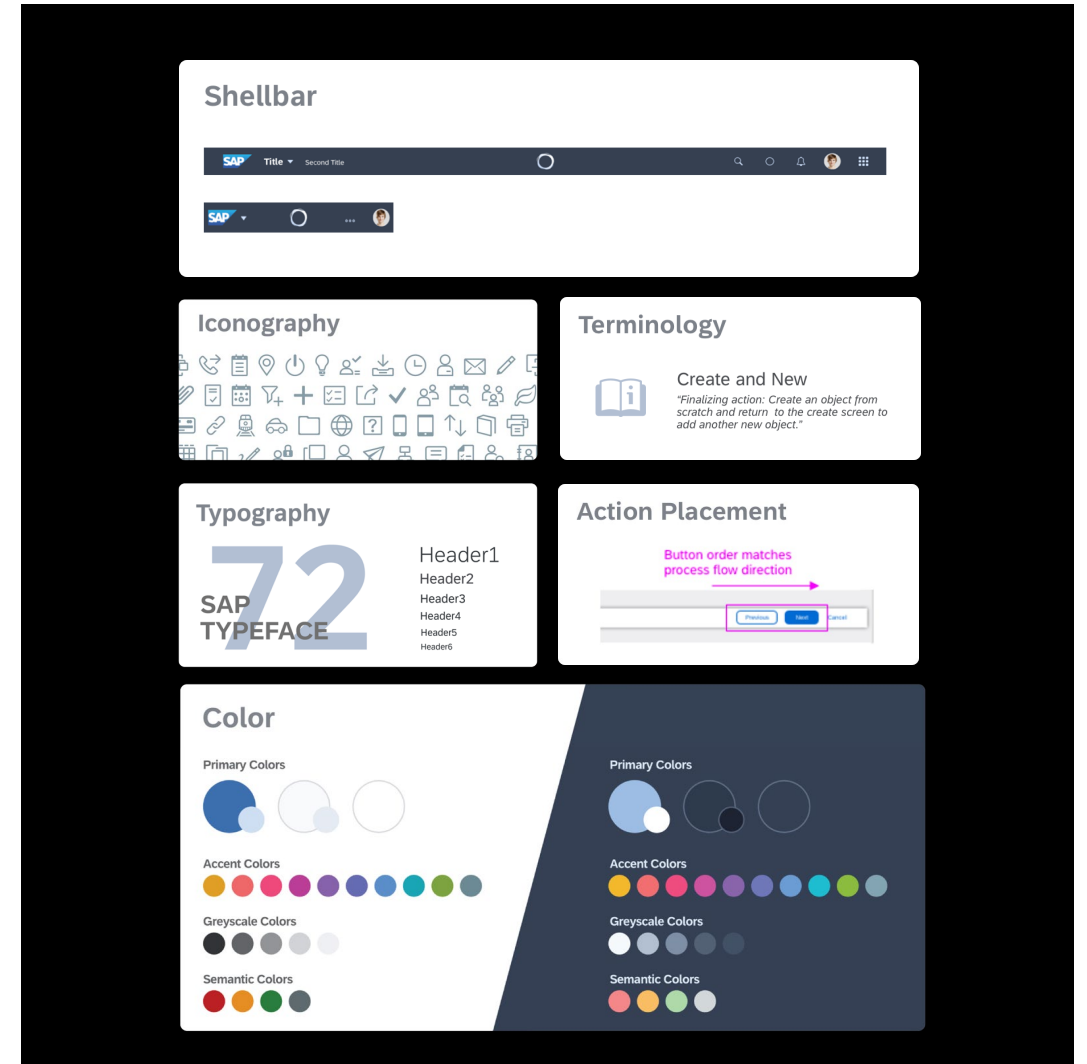 Shellbar
SAP Title Second Title
SAP
Iconography
Terminology
Create and New
“Finalizing action: Create an object from
scratch and return  to the create screen to
add another new object.”
Typography
72
SAP
TYPEFACE
Header1
Header2
Header3
Header4
Header5
Header6
Action Placement
Button order matches
process flow direction
Previous Next Cancel
Color
Primary Colors
Accent Colors
Greyscale Colors
Semantic Colors
Primary Colors
Accent Colors
Greyscale Colors
Semantic Colors